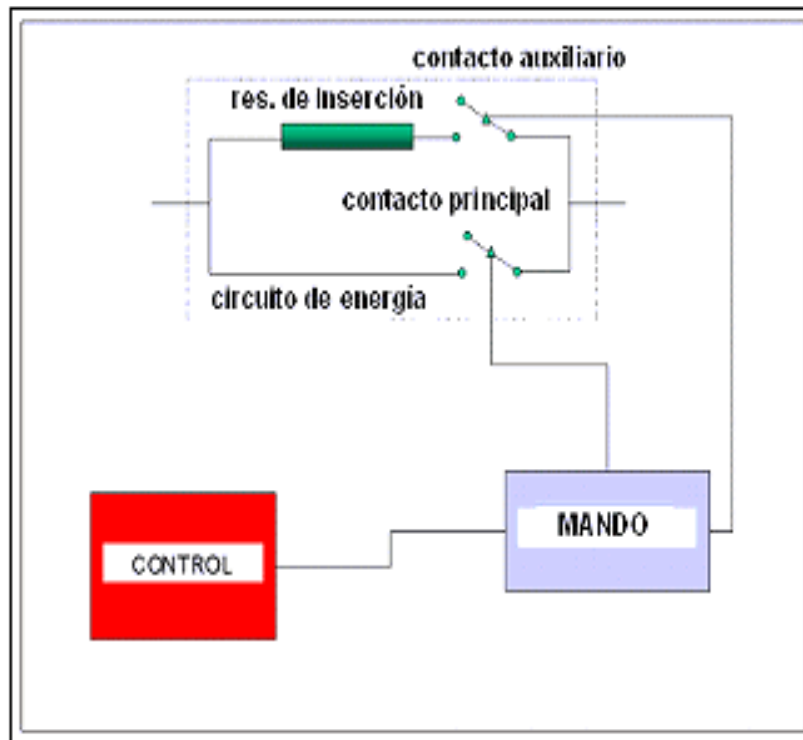 contacto auxiliario
res. de inserción
contacto principal
circuito de energía
MANDO
CONTROL